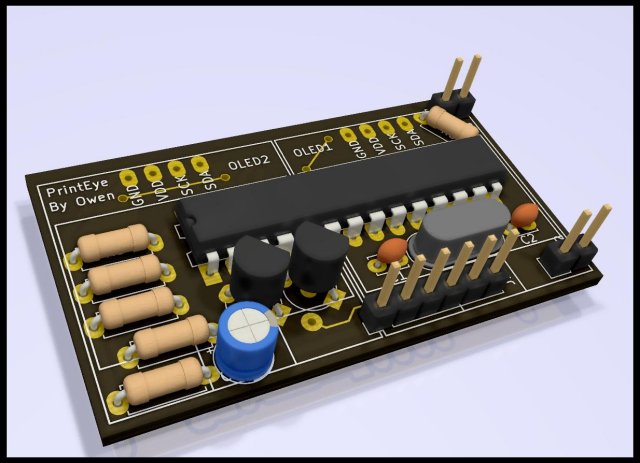 PrintEye
By Owen
GND
VDD
SCK
SDA
OLED2
OLED1
GND
VDD
SCK
SDA
C2